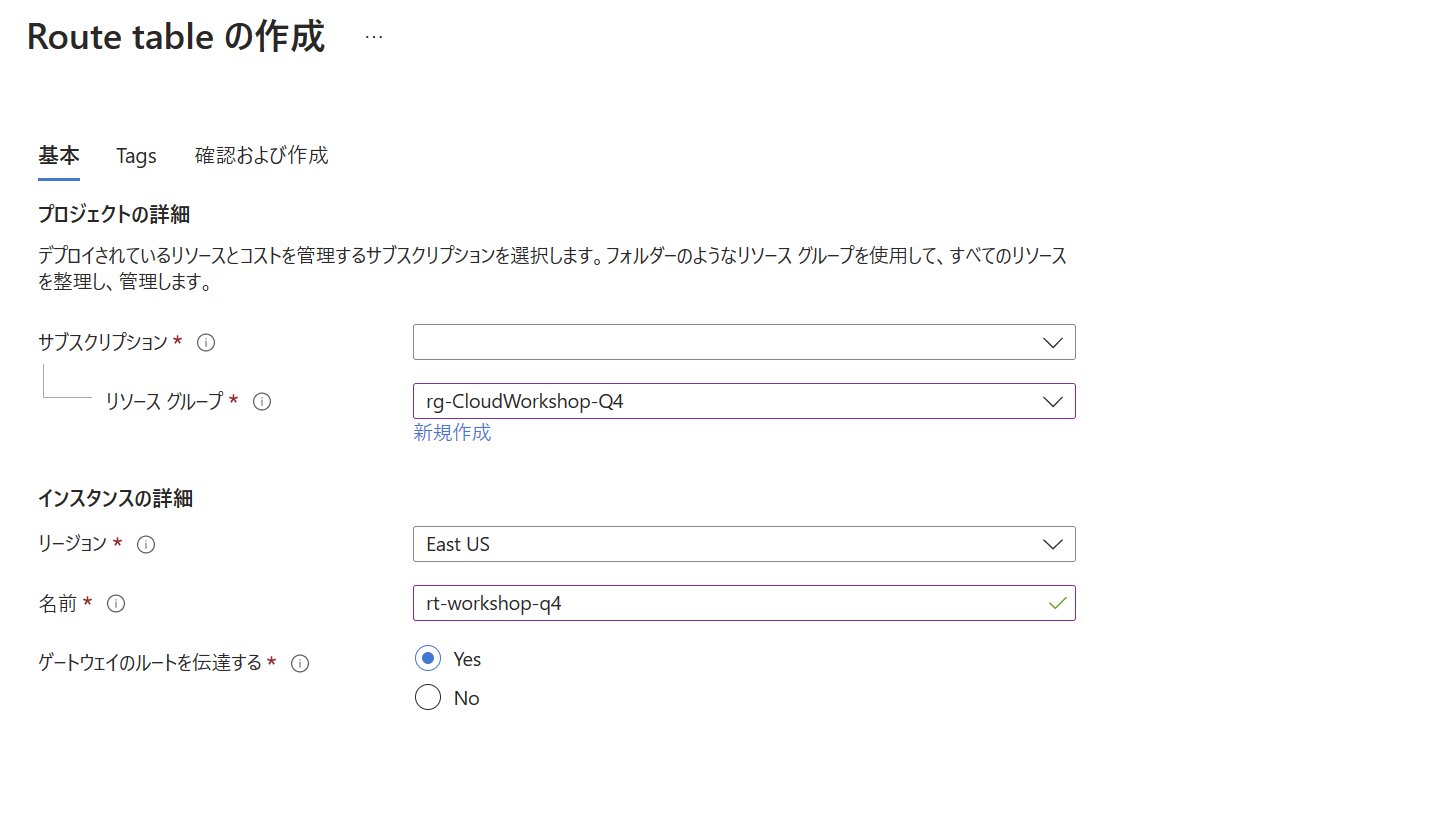 Route table の作成 ...
基本 Tags 確認および作成
プロジェクトの詳細
デプロイされているリソースとコストを管理するサブスクリプションを選択します。フォルダーのようなリソース グループを使用して、すべてのリソース
を整理し、管理します。
サブスクリプション *
リソース グループ * rg-CloudWorkshop-Q4
新規作成
インスタンスの詳細
リージョン * East US
名前 * rt-workshop-q4
ゲートウェイのルートを伝達する * Yes
No